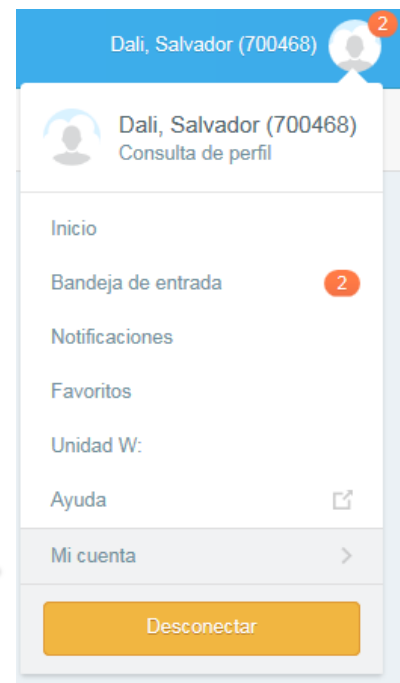 Dali, Salvador (700468)
2
Dali, Salvador (700468)
Consulta de perfil
Inicio
Bandeja de entrada 2
Notificaciones
Favoritos
Unidad W:
Ayuda
Mi cuenta
Desconectar